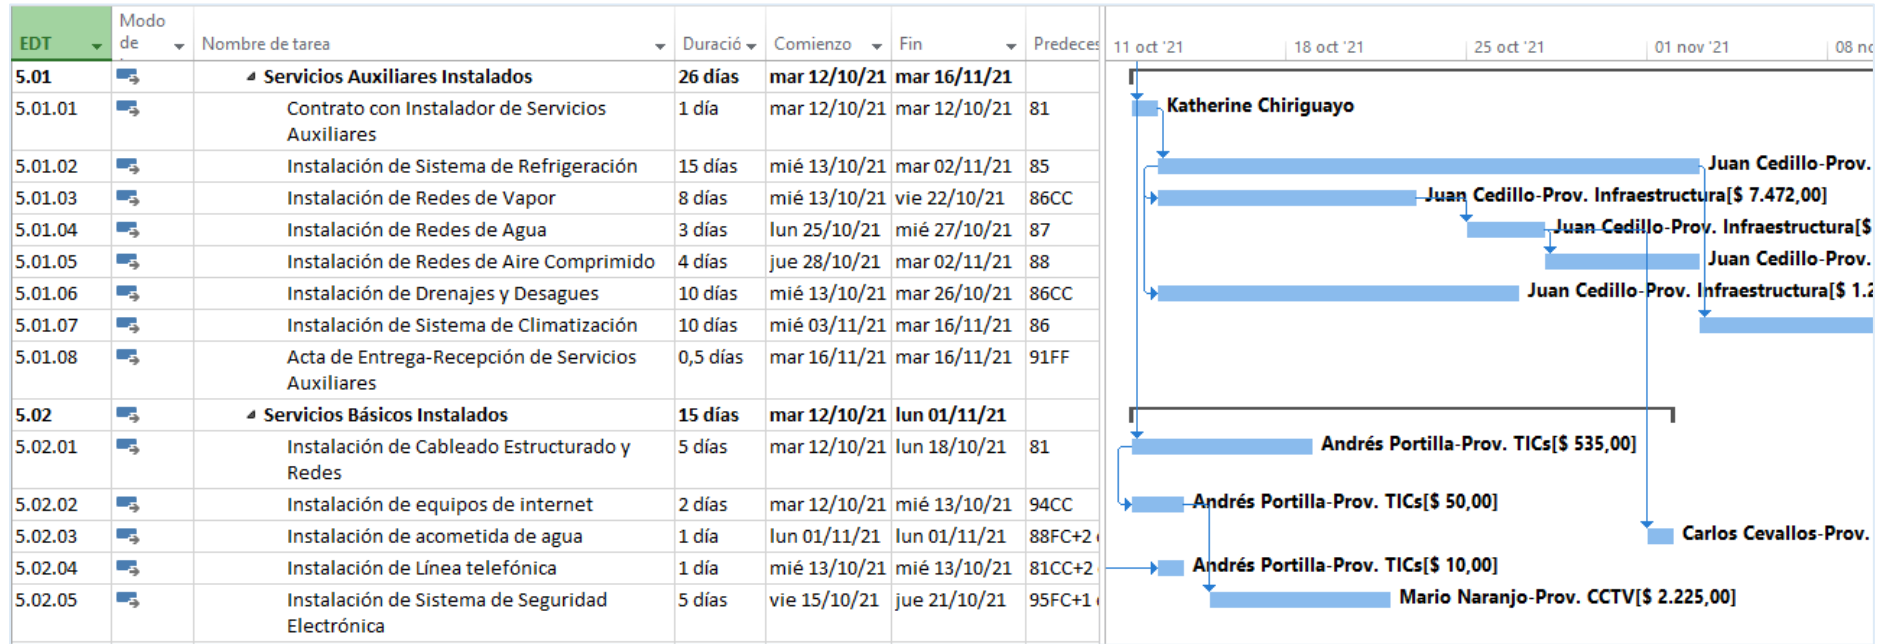 Modo
EDT de Nombre de tarea Duració Comienzo Fin Predeces 11 oct '21 18 oct '21 25 oct '21 01 nov '21 08 no
5.01 Servicios Auxiliares Instalados 26 días mar 12/10/21 mar 16/11/21
5.01.01 Contrato con Instalador de Servicios 1 día mar 12/10/21 mar 12/10/21 81 Katherine Chiriguayo
Auxiliares
5.01.02 Instalación de Sistema de Refrigeración 15 días mié 13/10/21 mar 02/11/21 85 Juan Cedillo-Prov.
5.01.03 Instalación de Redes de Vapor 8 días mié 13/10/21 vie 22/10/21 86CC Juan Cedillo-Prov. Infraestructura[$ 7.472,00]
5.01.04 Instalación de Redes de Agua 3 días lun 25/10/21 mié 27/10/21 87 Juan Cedillo-Prov. Infraestructura[$
5.01.05 Instalación de Redes de Aire Comprimido 4 días jue 28/10/21 mar 02/11/21 88 Juan Cedillo-Prov.
5.01.06 Instalación de Drenajes y Desagues 10 días mié 13/10/21 mar 26/10/21 86CC Juan Cedillo-Prov. Infraestructura[$ 1.2
5.01.07 Instalación de Sistema de Climatización 10 días mié 03/11/21 mar 16/11/21 86
5.01.08 Acta de Entrega-Recepción de Servicios 0,5 días mar 16/11/21 mar 16/11/21 91FF
Auxiliares
5.02 Servicios Básicos Instalados 15 días mar 12/10/21 lun 01/11/21
5.02.01 Instalación de Cableado Estructurado y 5 días mar 12/10/21 lun 18/10/21 81 Andrés Portilla-Prov. TICs[$ 535,00]
Redes
5.02.02 Instalación de equipos de internet 2 días mar 12/10/21 mié 13/10/21 94CC Andrés Portilla-Prov. TICs[$ 50,00]
5.02.03 Instalación de acometida de agua 1 día lun 01/11/21 lun 01/11/21 88FC+2 Carlos Cevallos-Prov.
5.02.04 Instalación de Línea telefónica 1 día mié 13/10/21 mié 13/10/21 81CC+2 Andrés Portilla-Prov. TICs[$ 10,00]
5.02.05 Instalación de Sistema de Seguridad 5 días vie 15/10/21 jue 21/10/21 95FC+1 Mario Naranjo-Prov. CCTV[$ 2.225,00]
Electrónica